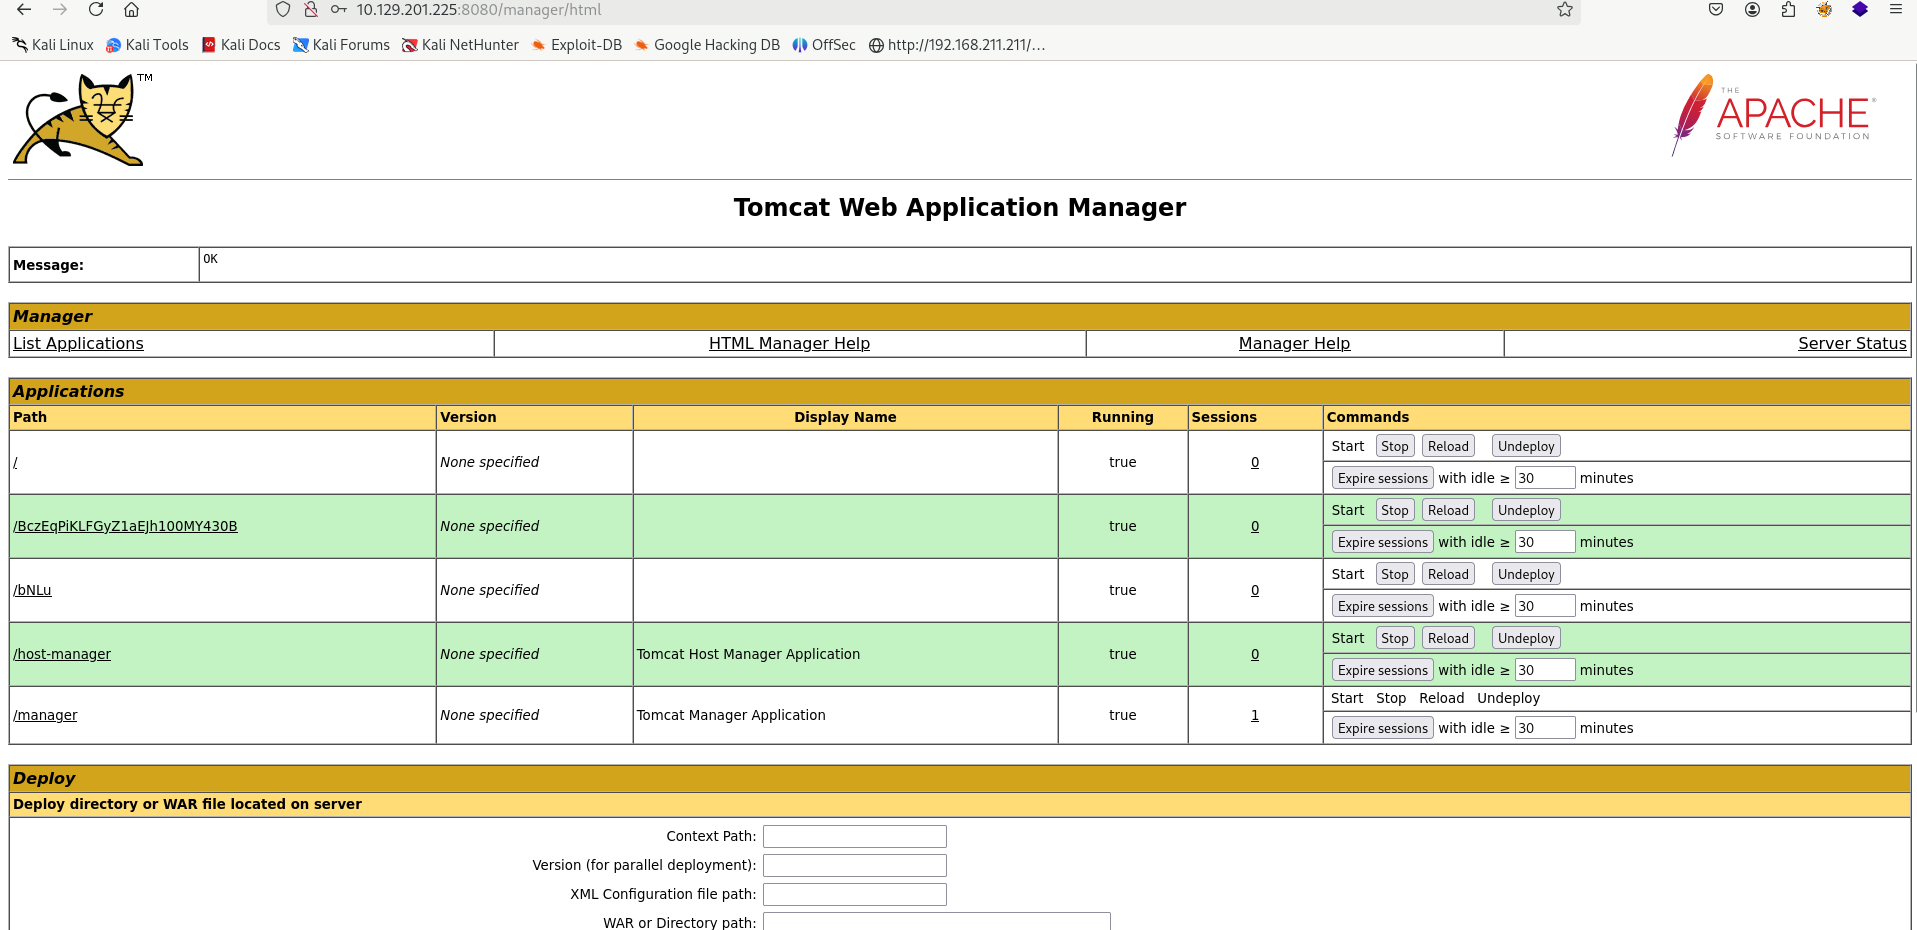 10.129.201.225:8080/manager/html
Kali Linux Kali Tools Kali Docs Kali Forums Kali NetHunter Exploit-DB Google Hacking DB OffSec http://192.168.211.211/...
TM
THE
APACHE®
SOFTWARE FOUNDATION
Tomcat Web Application Manager
Message: OK
Manager
List Applications HTML Manager Help Manager Help Server Status
Applications
Path Version Display Name Running Sessions Commands
/ None specified true 0 Start Stop Reload Undeploy
Expire sessions with idle ≥ 30 minutes
/BczEqPiKLFGyZ1aEJh100MY430B None specified true 0 Start Stop Reload Undeploy
Expire sessions with idle ≥ 30 minutes
/bNLu None specified true 0 Start Stop Reload Undeploy
Expire sessions with idle ≥ 30 minutes
/host-manager None specified Tomcat Host Manager Application true 0 Start Stop Reload Undeploy
Expire sessions with idle ≥ 30 minutes
/manager None specified Tomcat Manager Application true 1 Start Stop Reload Undeploy
Expire sessions with idle ≥ 30 minutes
Deploy
Deploy directory or WAR file located on server
Context Path:
Version (for parallel deployment):
XML Configuration file path:
WAR or Directory path: